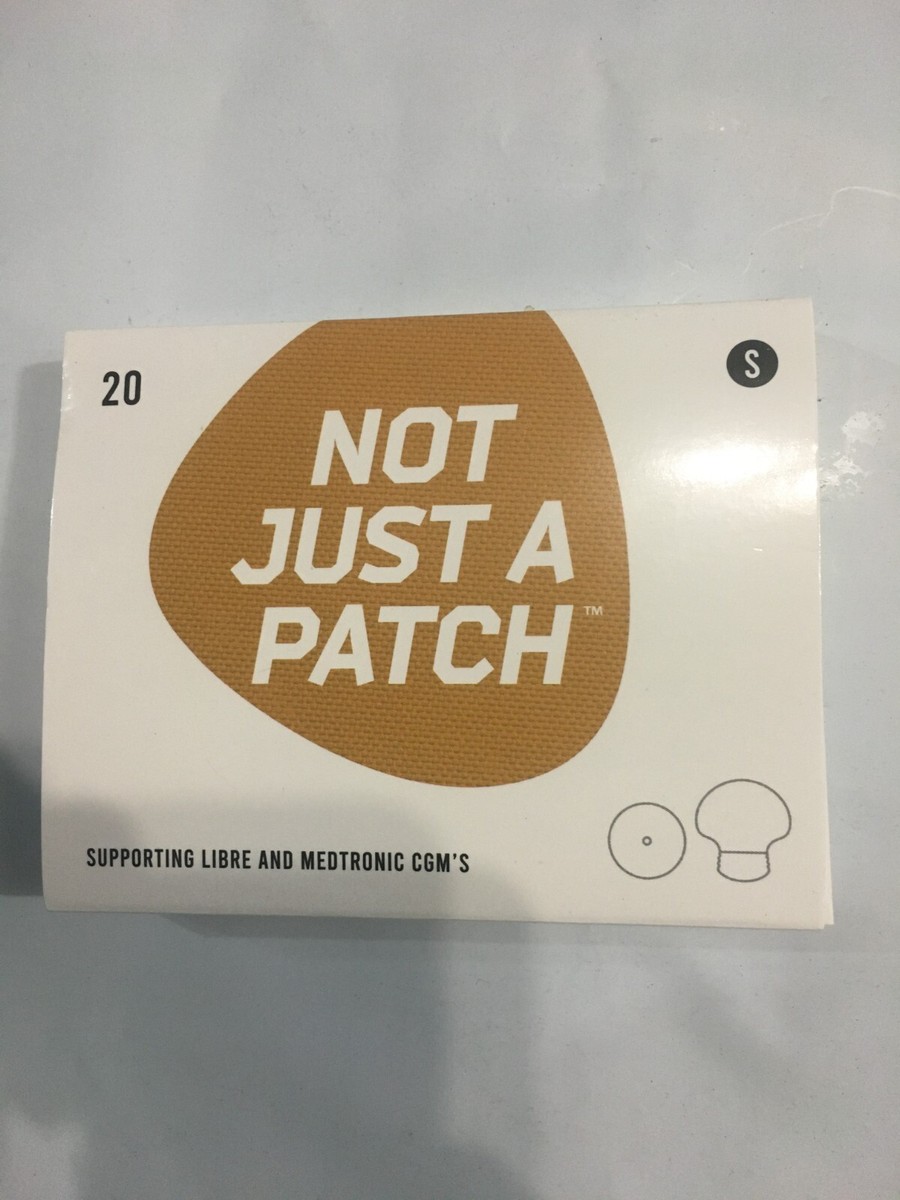 20
S
NOT
JUST A
PATCH™
SUPPORTING LIBRE AND MEDTRONIC CGM'S